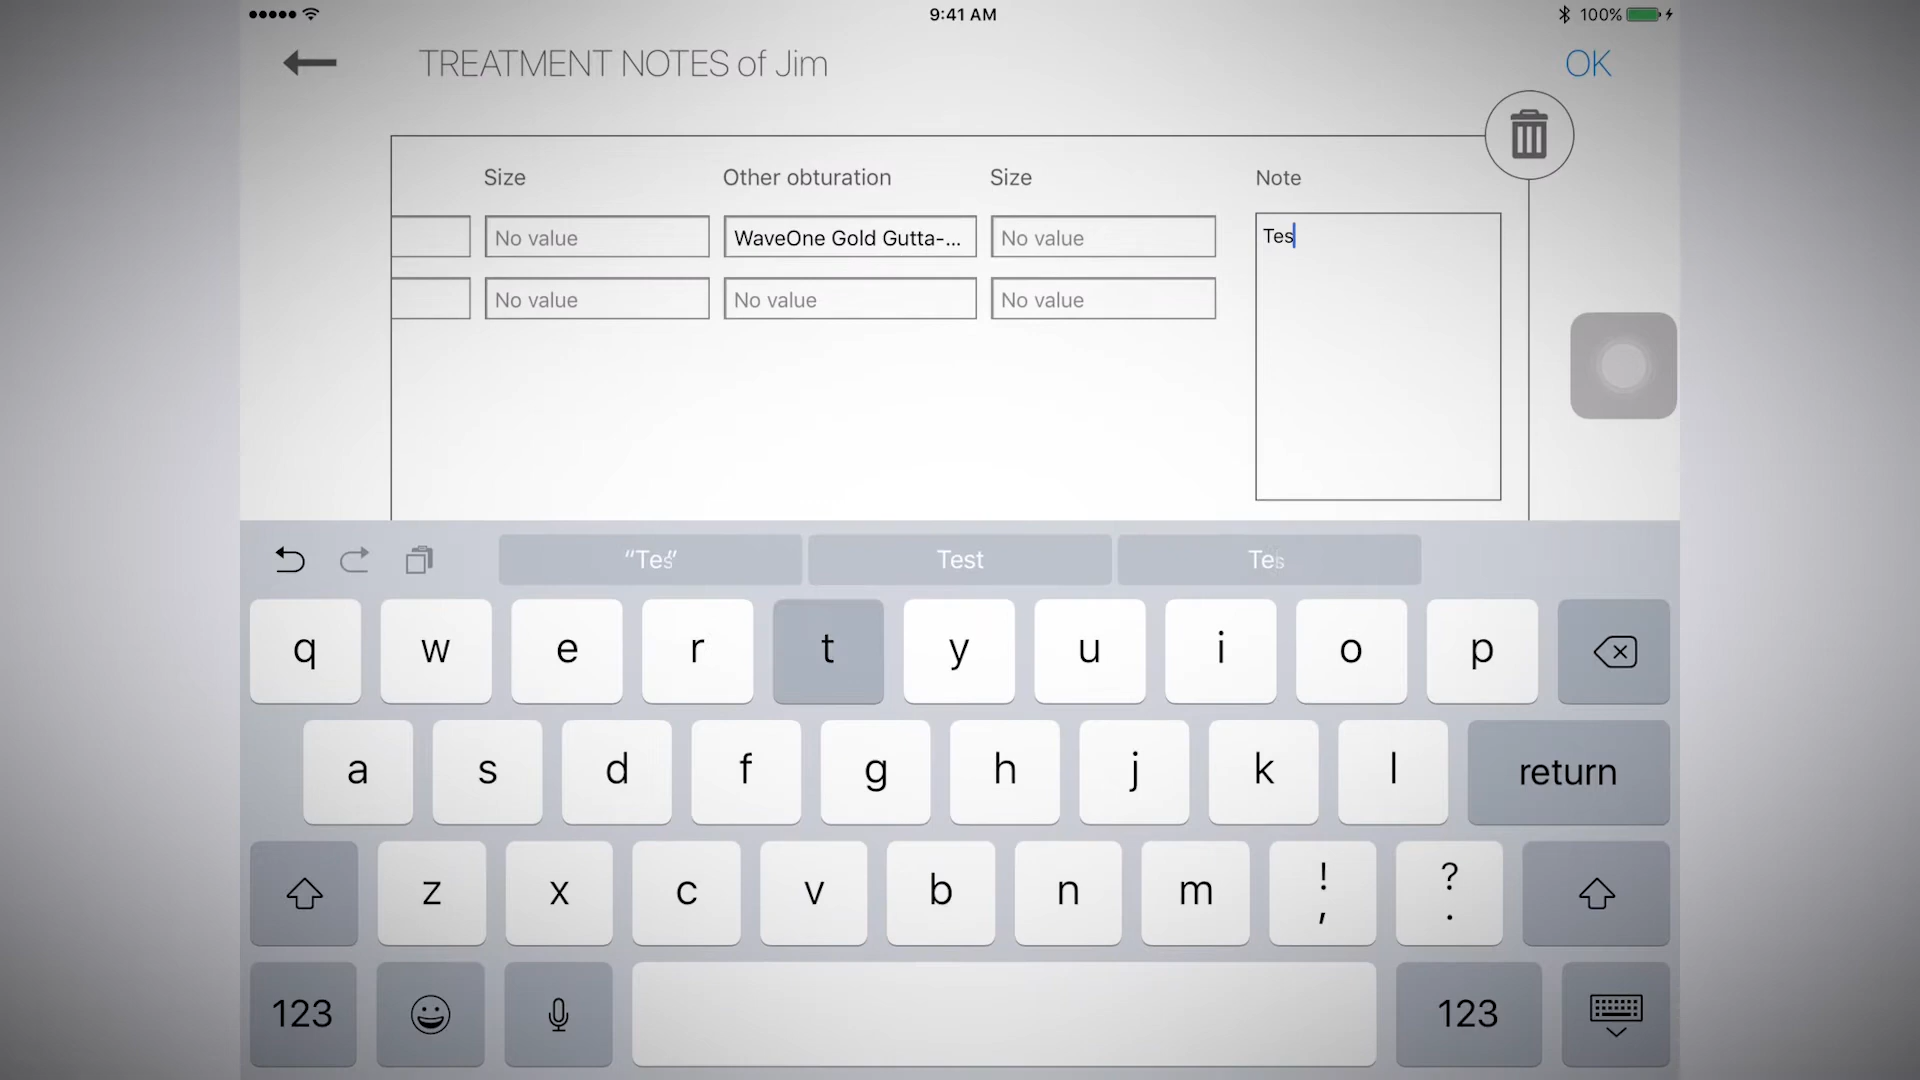 9:41 AM
100%
TREATMENT NOTES of Jim
OK
Size
Other obturation
Size
Note
No value
WaveOne Gold Gutta-...
No value
Tes
No value
No value
No value
“Tes”
Test
Tes
q w e r t y u i o p
a s d f g h j k l return
z x c v b n m ! , ? .
123
123